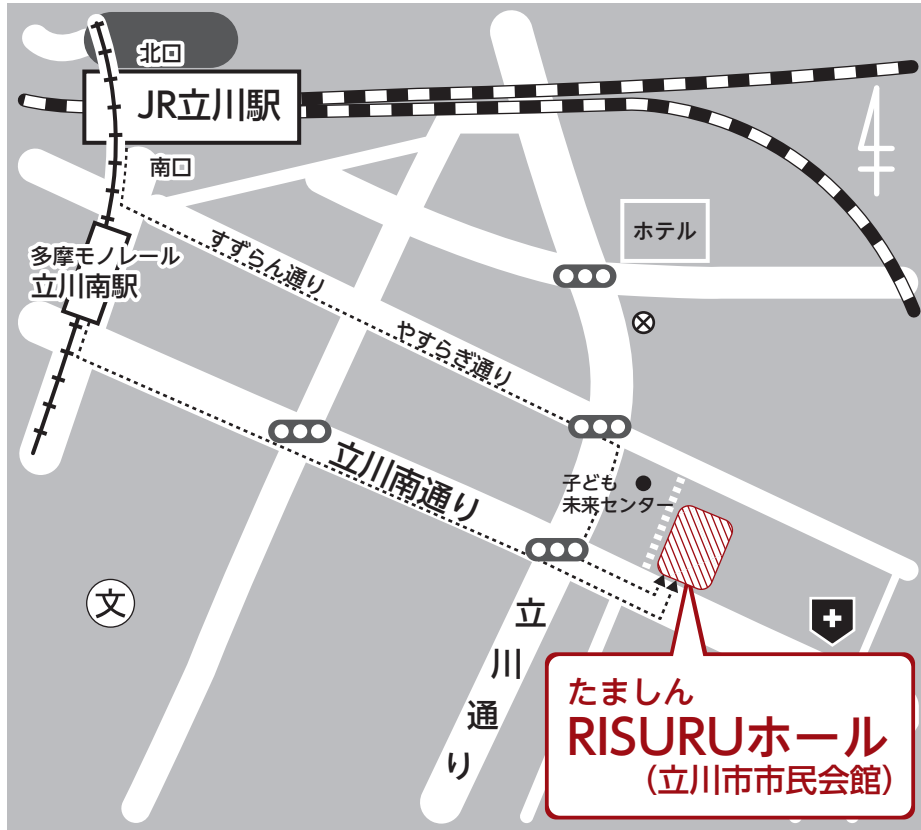 北口
JR立川駅
南口
ホテル
すずらん通り
多摩モノレール
立川南駅
やすらぎ通り
立川南通り
子ども
未来センター
文
立川通り
たましん
RISURUホール
(立川市市民会館)